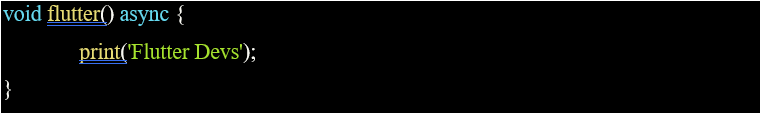 void flutter() async {
print('Flutter Devs');
}